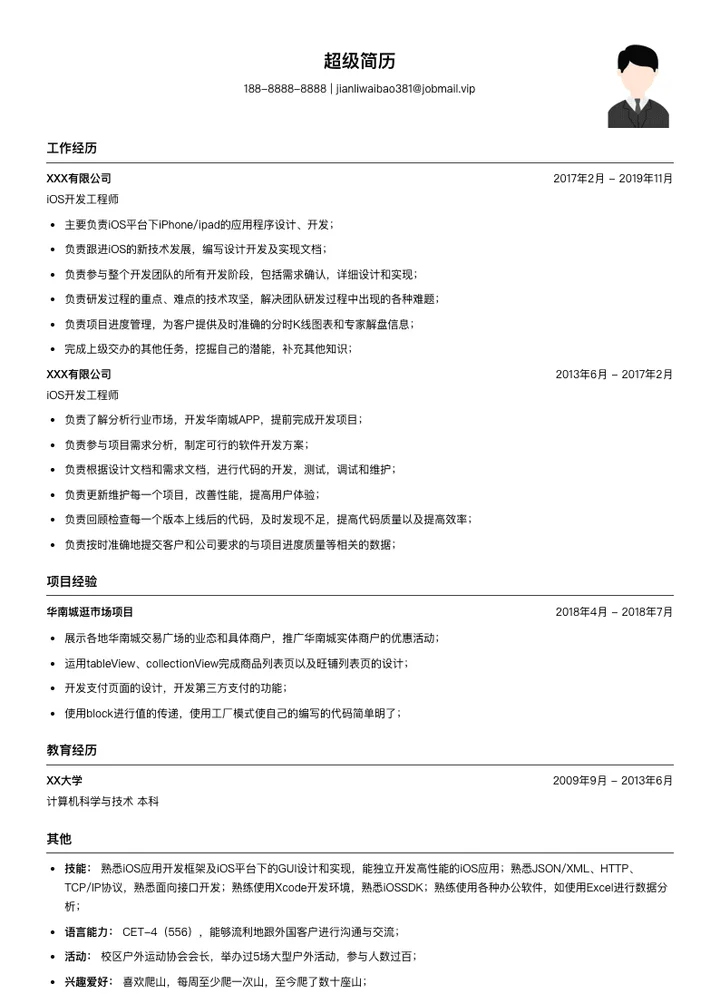 超级简历
188-8888-8888 | jianliwaibao381@jobmail.vip
工作经历
XXX有限公司 2017年2月 - 2019年11月
iOS开发工程师
• 主要负责iOS平台下iPhone/ipad的应用程序设计、开发；
• 负责跟进iOS的新技术发展，编写设计开发及实现文档；
• 负责参与整个开发团队的所有开发阶段，包括需求确认，详细设计和实现；
• 负责研发过程的重点、难点的技术攻坚，解决团队研发过程中出现的各种难题；
• 负责项目进度管理，为客户提供及时准确的分时K线图表和专家解盘信息；
• 完成上级交办的其他任务，挖掘自己的潜能，补充其他知识；
XXX有限公司 2013年6月 - 2017年2月
iOS开发工程师
• 负责了解分析行业市场，开发华南城APP，提前完成开发项目；
• 负责参与项目需求分析，制定可行的软件开发方案；
• 负责根据设计文档和需求文档，进行代码的开发，测试，调试和维护；
• 负责更新维护每一个项目，改善性能，提高用户体验；
• 负责回顾检查每一个版本上线后的代码，及时发现不足，提高代码质量以及提高效率；
• 负责按时准确地提交客户和公司要求的与项目进度质量等相关的数据；
项目经验
华南城逛市场项目 2018年4月 - 2018年7月
• 展示各地华南城交易广场的业态和具体商户，推广华南城实体商户的优惠活动；
• 运用tableView、collectionView完成商品列表页以及旺铺列表页的设计；
• 开发支付页面的设计，开发第三方支付的功能；
• 使用block进行值的传递，使用工厂模式使自己的编写的代码简单明了；
教育经历
XX大学 2009年9月 - 2013年6月
计算机科学与技术 本科
其他
• 技能： 熟悉iOS应用开发框架及iOS平台下的GUI设计和实现，能独立开发高性能的iOS应用；熟悉JSON/XML、HTTP、
TCP/IP协议，熟悉面向接口开发；熟练使用Xcode开发环境，熟悉iOSSDK；熟练使用各种办公软件，如使用Excel进行数据分
析；
• 语言能力： CET-4（556），能够流利地跟外国客户进行沟通与交流；
• 活动： 校区户外运动协会会长，举办过5场大型户外活动，参与人数过百；
• 兴趣爱好： 喜欢爬山，每周至少爬一次山，至今爬了数十座山；